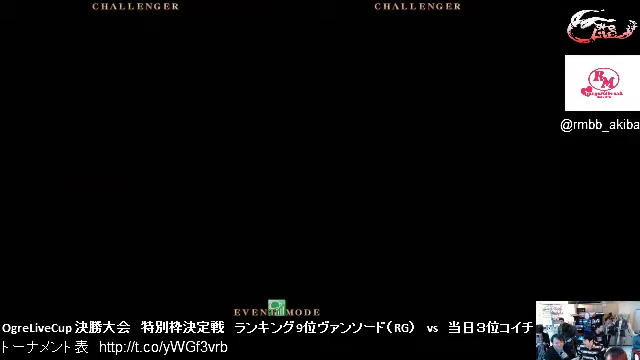 CHALLENGER CHALLENGER
RM
@rmbb_akiba
EVENT MODE
OgreLiveCup 決勝大会 特別枠決定戦 ランキング9位ヴァンソード(RG) vs 当日3位コイチ
トーナメント表 http://t.co/yWGf3vrb